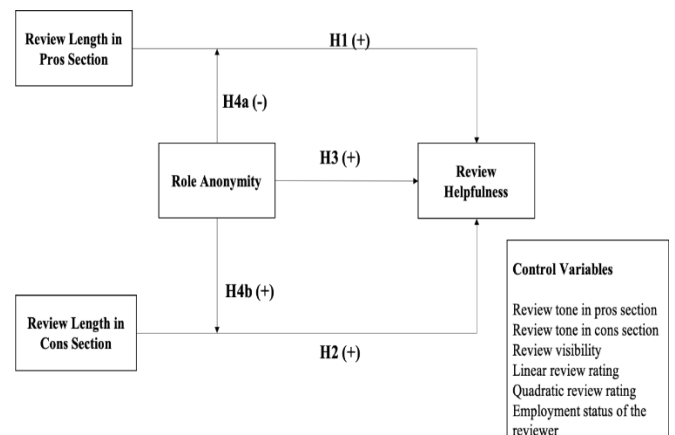 Review Length in
Pros Section
H1 (+)
H4a (-)
Role Anonymity
H3 (+)
Review
Helpfulness
H4b (+)
Review Length in
Cons Section
H2 (+)
Control Variables
Review tone in pros section
Review tone in cons section
Review visibility
Linear review rating
Quadratic review rating
Employment status of the
reviewer